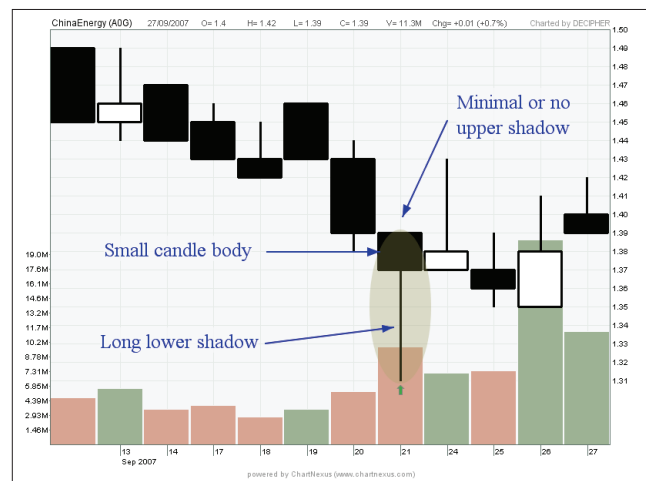 ChinaEnergy (A0G) 27/09/2007 O= 1.4 H= 1.42 L= 1.39 C= 1.39 V= 11.3M Chg= +0.01 (+0.7%) Charted by DECIPHER
1.50
1.49
1.48
1.47
1.46
1.45
1.44
1.43
1.42
1.41
1.40
1.39
1.38
1.37
1.36
1.35
1.34
1.33
1.32
1.31
Minimal or no
upper shadow
Small candle body
Long lower shadow
19.0M
17.6M
16.1M
14.6M
13.2M
11.7M
10.2M
8.78M
7.31M
5.85M
4.39M
2.93M
1.46M
13 14 17 18 19 20 21 24 25 26 27
Sep 2007
powered by ChartNexus (www.chartnexus.com)